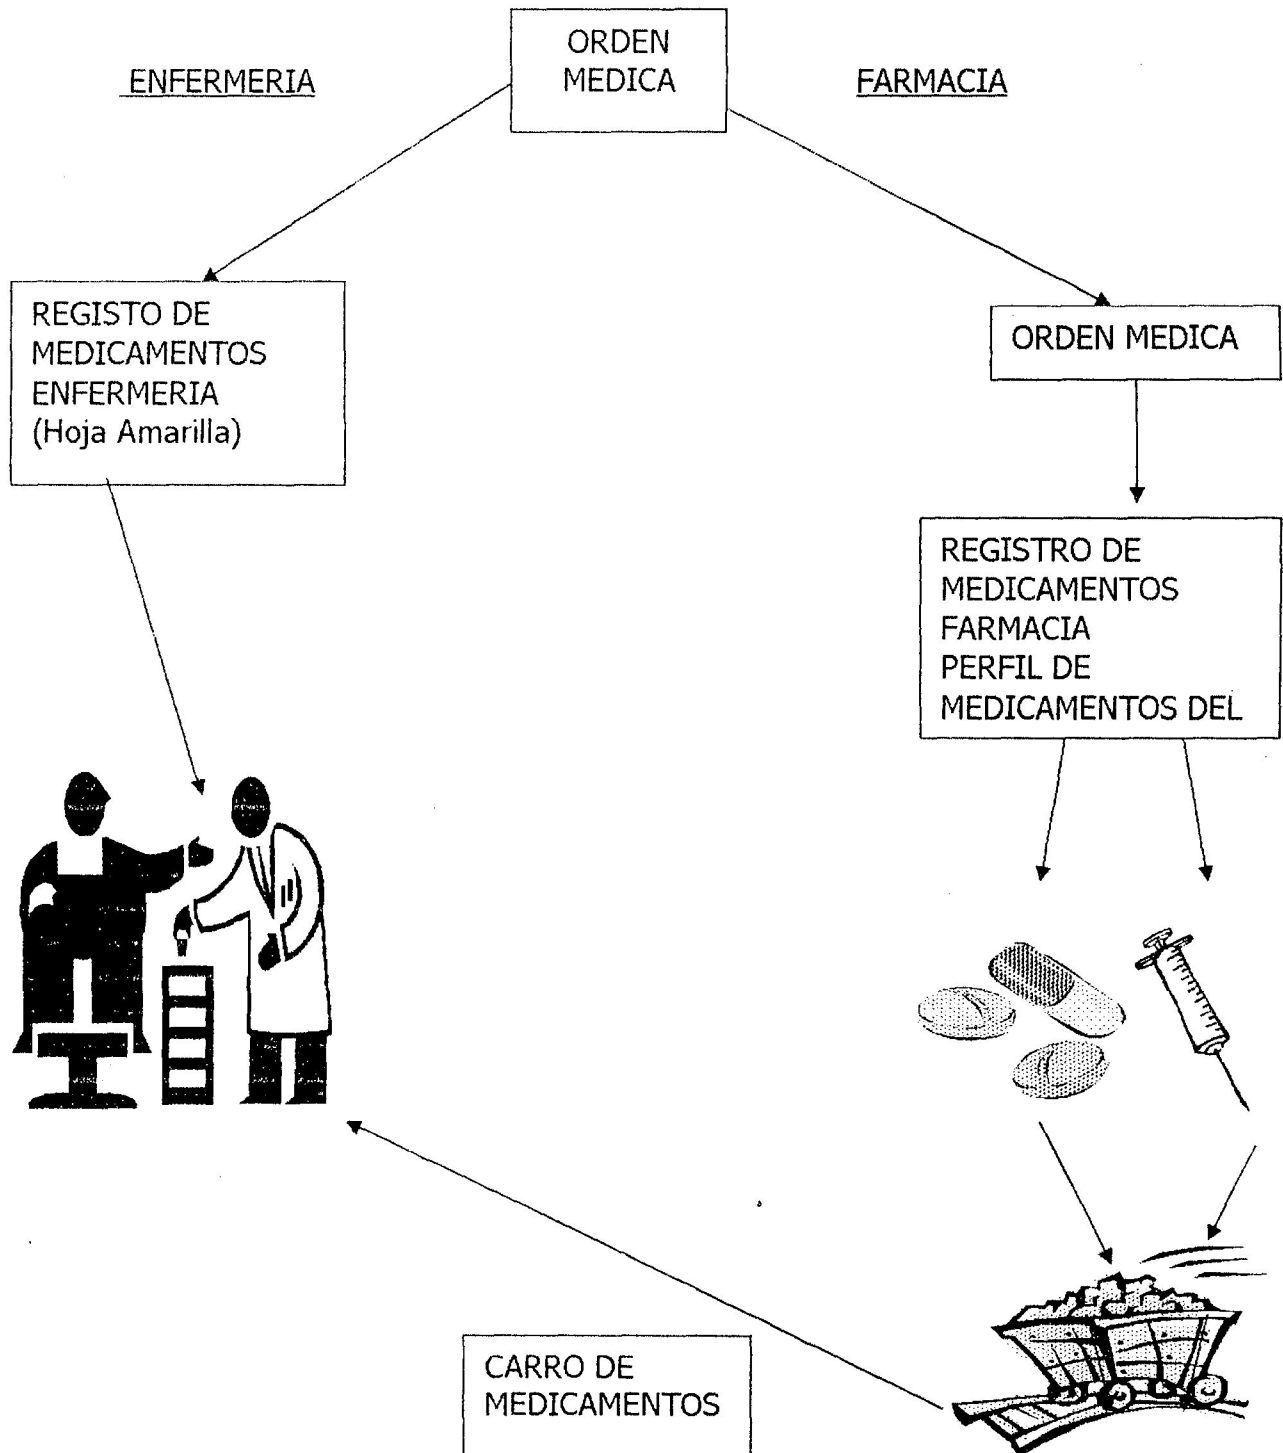 ORDEN
MEDICA
ENFERMERIA
FARMACIA
REGISTO DE
MEDICAMENTOS
ENFERMERIA
(Hoja Amarilla)
ORDEN MEDICA
REGISTRO DE
MEDICAMENTOS
FARMACIA
PERFIL DE
MEDICAMENTOS DEL
CARRO DE
MEDICAMENTOS